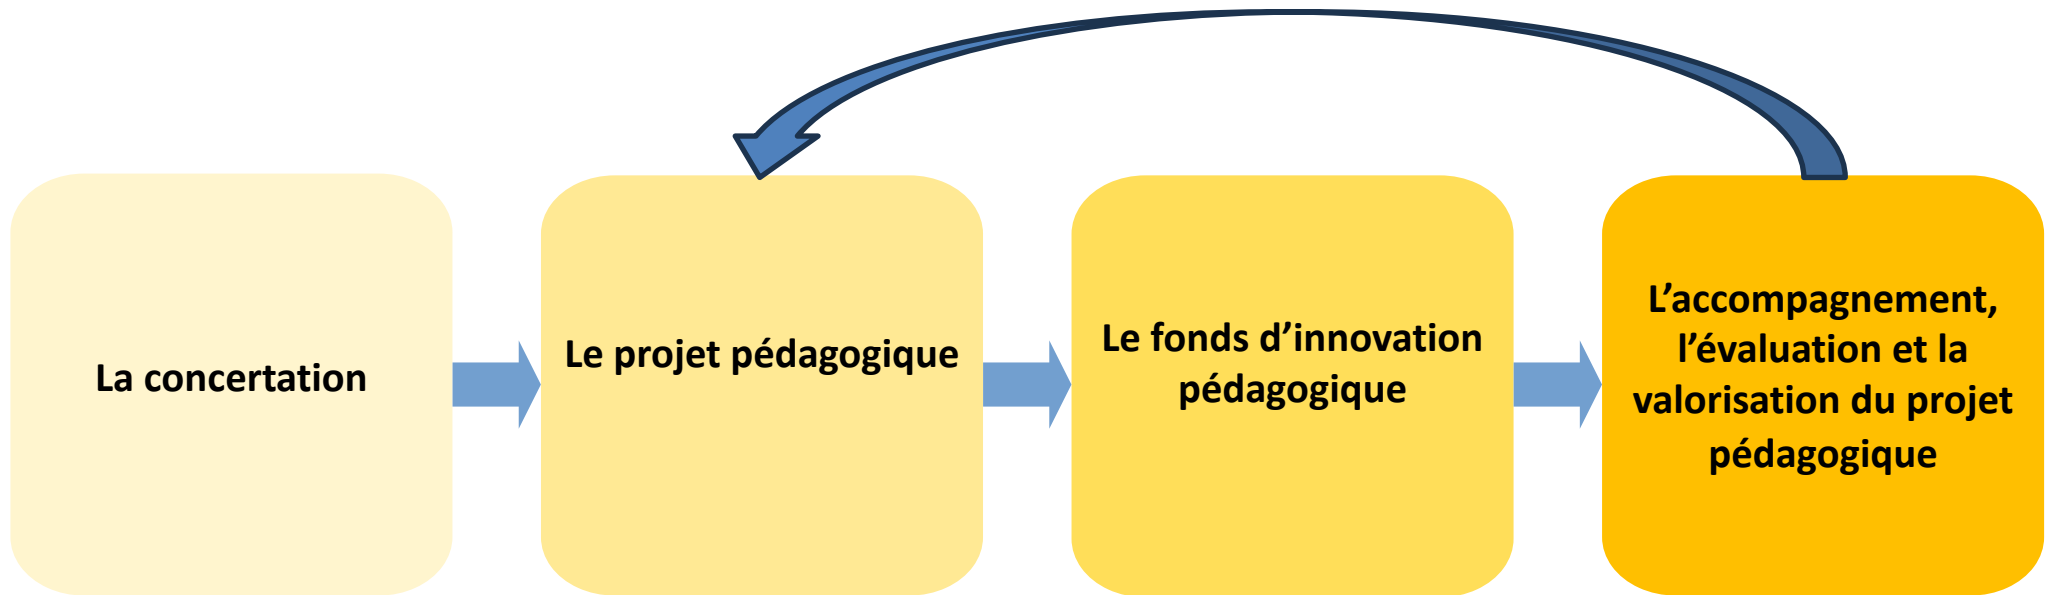 La concertation
Le projet pédagogique
Le fonds d’innovation
pédagogique
L’accompagnement,
l’évaluation et la
valorisation du projet
pédagogique